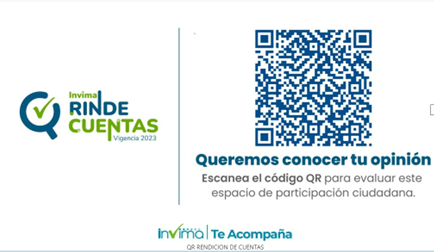 Invima
RINDE
CUENTAS
Vigencia 2023
Queremos conocer tu opinión
Escanea el código QR para evaluar este
espacio de participación ciudadana.
invima Te Acompaña
QR RENDICION DE CUENTAS